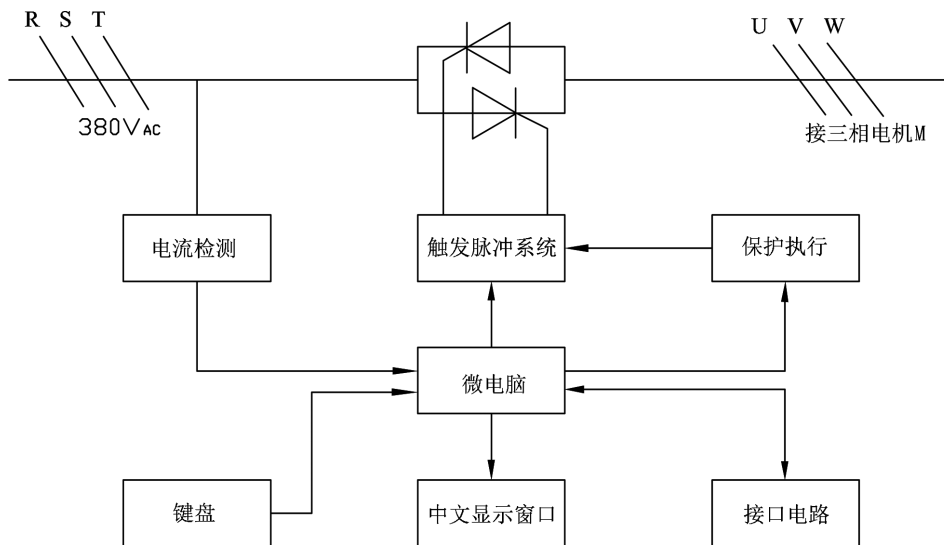 R S T
U V W
380VAC
接三相电机M
电流检测
触发脉冲系统
保护执行
微电脑
键盘
中文显示窗口
接口电路